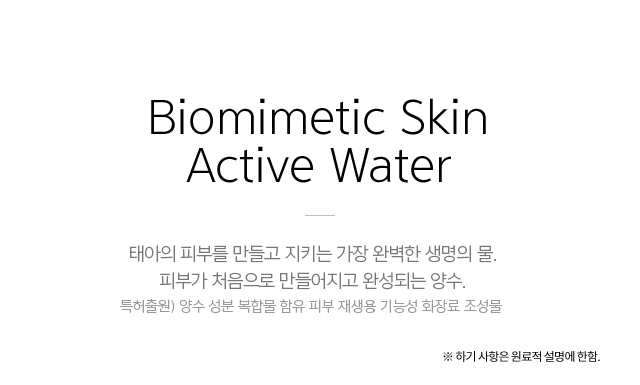 Biomimetic Skin
Active Water
태아의 피부를 만들고 지키는 가장 완벽한 생명의 물.
피부가 처음으로 만들어지고 완성되는 양수.
특허출원) 양수 성분 복합물 함유 피부 재생용 기능성 화장료 조성물
※ 하기 사항은 원료적 설명에 한함.